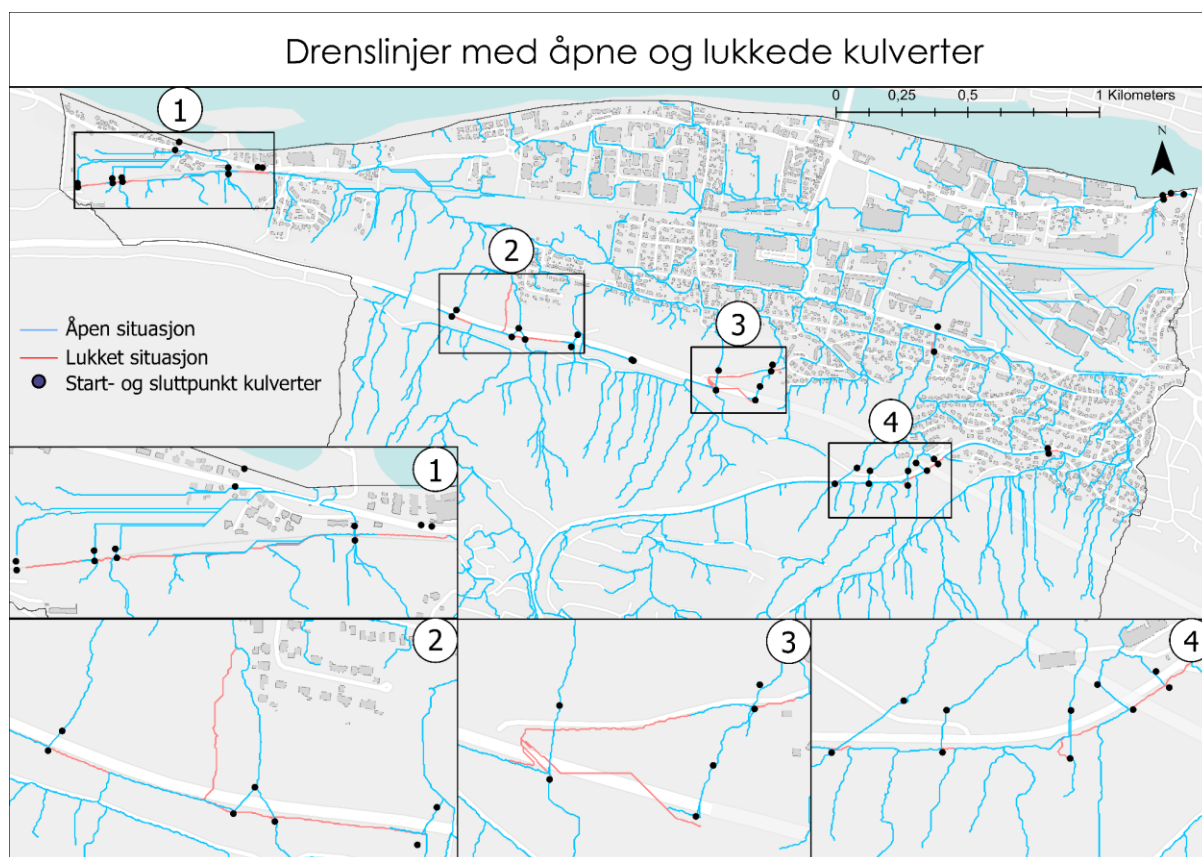 Drenslinjer med åpne og lukkede kulverter
1
0 0,25 0,5 1 Kilometers
N
2
3
4
Åpen situasjon
Lukket situasjon
Start- og sluttpunkt kulverter
1
2
3
4